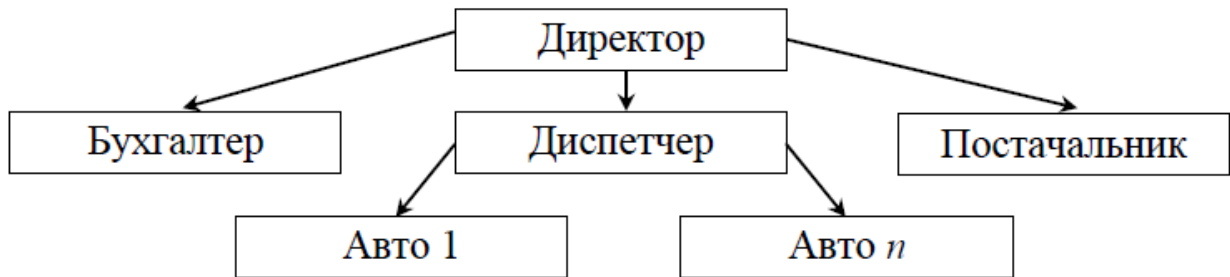 Директор
Бухгалтер
Диспетчер
Постачальник
Авто 1
Авто n